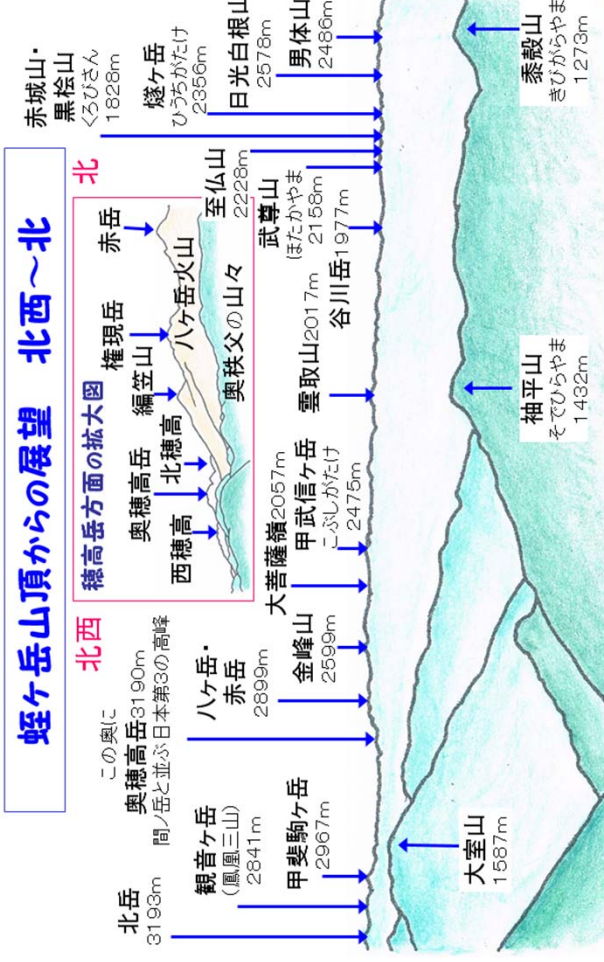 蛭ヶ岳山頂からの展望 北西～北
北西
北
北岳
3193m
観音ヶ岳
(鳳凰三山)
2841m
甲斐駒ヶ岳
2967m
この奥に
奥穂高岳3190m
間ノ岳と並ぶ日本第3の高峰
八ヶ岳・
赤岳
2899m
金峰山
2599m
大菩薩嶺2057m
甲武信ヶ岳
こぶしがたけ
2475m
雲取山2017m
谷川岳1977m
武尊山
(ほたかやま
2158m
至仏山
2228m
赤城山・
黒桧山
くろびさん
1828m
燧ヶ岳
ひうちがたけ
2356m
日光白根山
2578m
男体山
2486m
穂高岳方面の拡大図
西穂高
奥穂高岳
北穂高
編笠山
権現岳
赤岳
八ヶ岳火山
奥秩父の山々
大室山
1587m
袖平山
そでひらやま
1432m
黍殻山
きびがらやま
1273m